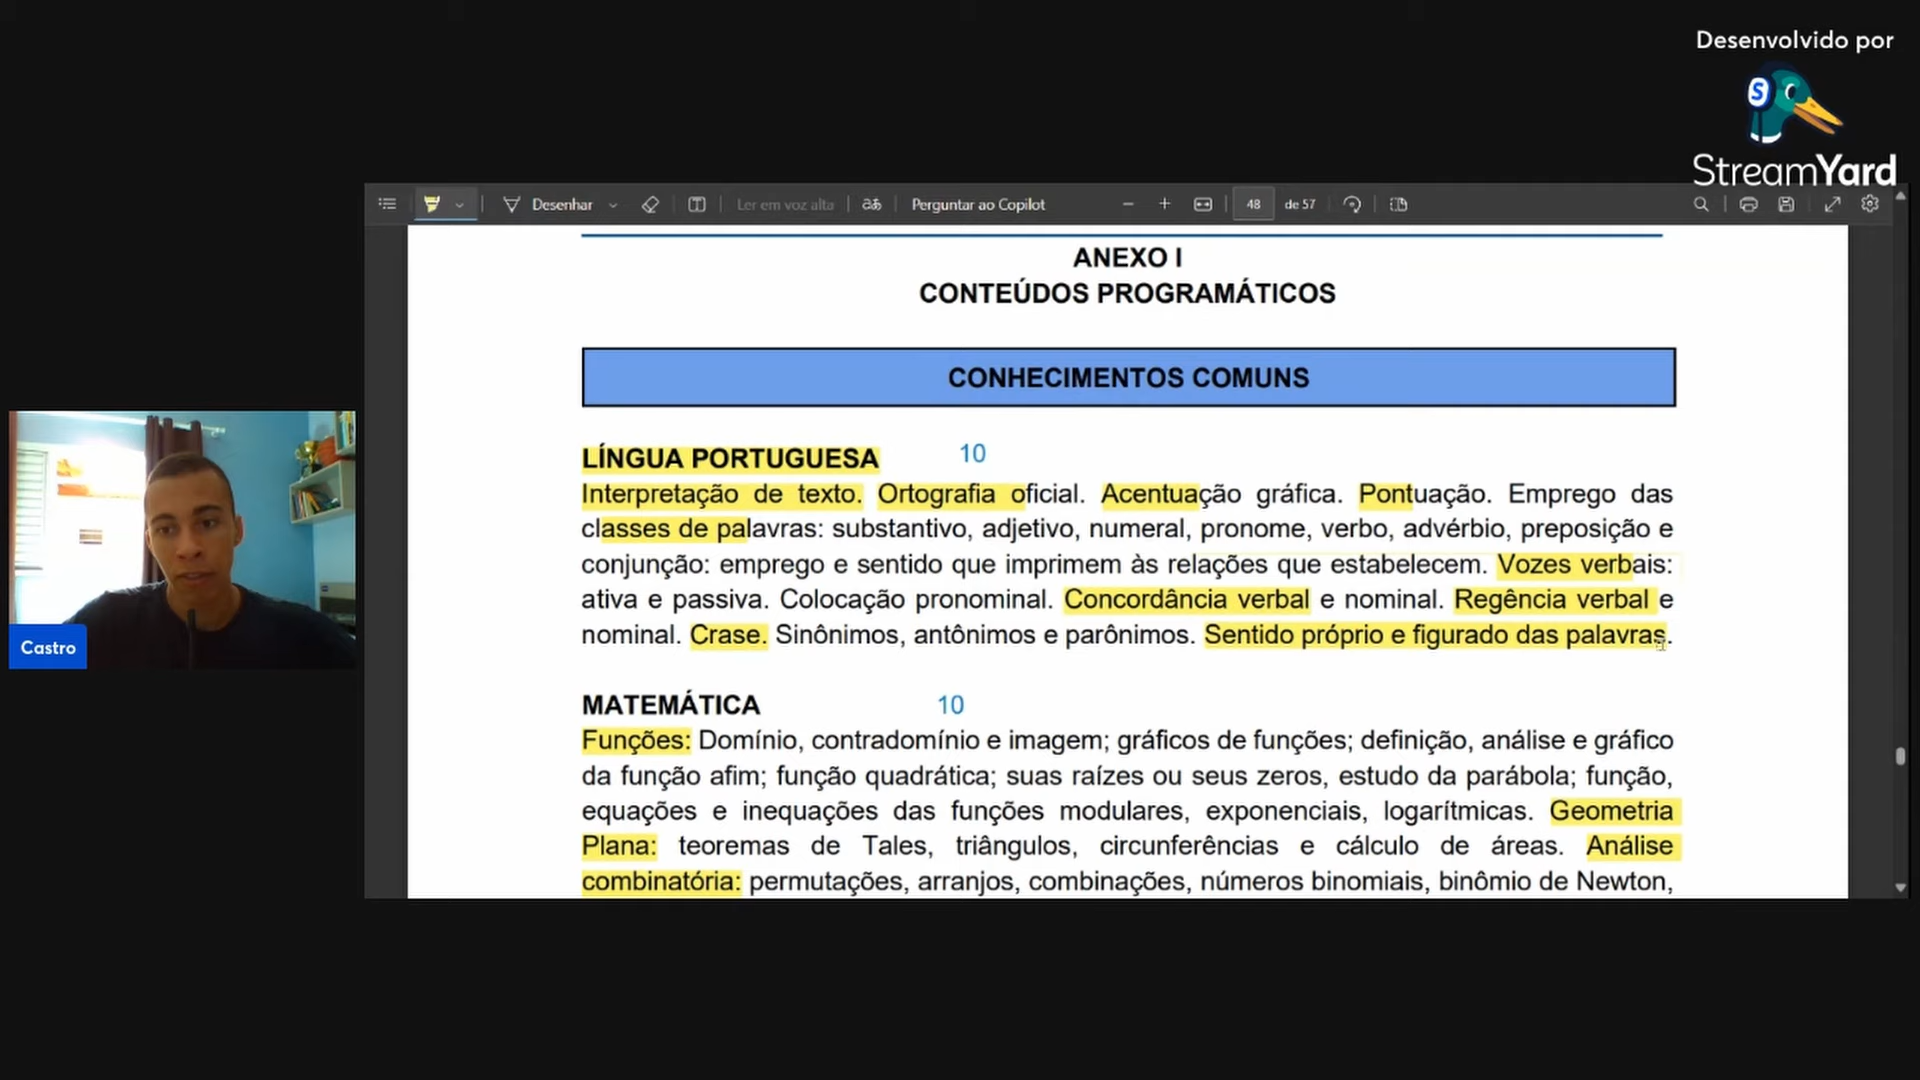 Desenvolvido por
S
StreamYard
Desenhar
Ler em voz alta
aあ
Perguntar ao Copilot
48 de 57
ANEXO I
CONTEÚDOS PROGRAMÁTICOS
CONHECIMENTOS COMUNS
LÍNGUA PORTUGUESA 10
Interpretação de texto. Ortografia oficial. Acentuação gráfica. Pontuação. Emprego das
classes de palavras: substantivo, adjetivo, numeral, pronome, verbo, advérbio, preposição e
conjunção: emprego e sentido que imprimem às relações que estabelecem. Vozes verbais:
ativa e passiva. Colocação pronominal. Concordância verbal e nominal. Regência verbal e
nominal. Crase. Sinônimos, antônimos e parônimos. Sentido próprio e figurado das palavras.
Castro
MATEMÁTICA 10
Funções: Domínio, contradomínio e imagem; gráficos de funções; definição, análise e gráfico
da função afim; função quadrática; suas raízes ou seus zeros, estudo da parábola; função,
equações e inequações das funções modulares, exponenciais, logarítmicas. Geometria
Plana: teoremas de Tales, triângulos, circunferências e cálculo de áreas. Análise
combinatória: permutações, arranjos, combinações, números binomiais, binômio de Newton,